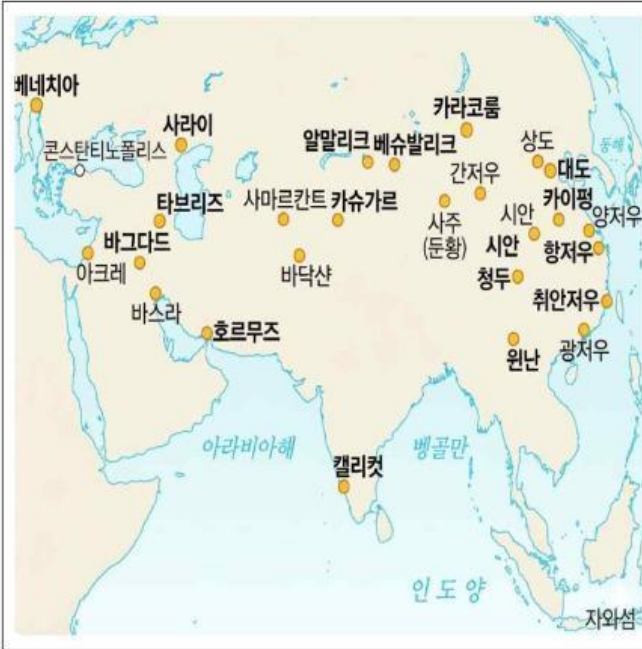 베네치아
카라코룸
사라이
알말리크
베슈발리크
상도
동해
콘스탄티노폴리스
간저우
대도
타브리즈
사마르칸트
카슈가르
카이펑
사주
(둔황)
시안
양저우
바그다드
시안
항저우
아크레
바닥샨
청두
바스라
취안저우
호르무즈
광저우
윈난
아라비아해
벵골만
캘리컷
인도양
자와섬